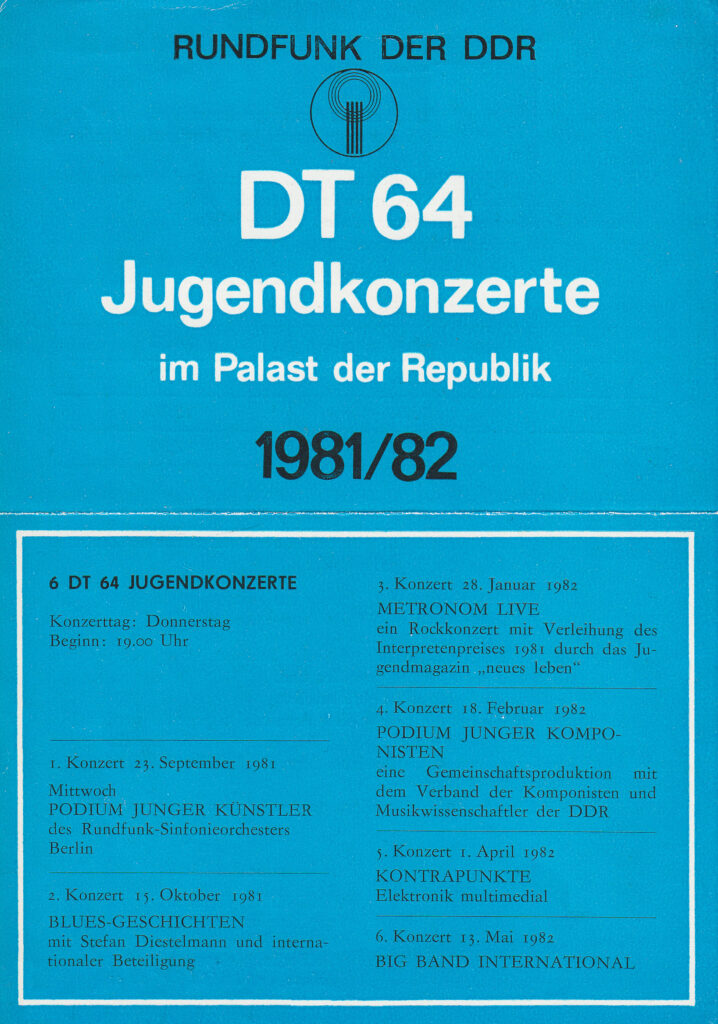 RUNDFUNK DER DDR
DT 64
Jugendkonzerte
im Palast der Republik
1981/82
6 DT 64 JUGENDKONZERTE
Konzerttag: Donnerstag
Beginn: 19.00 Uhr
1. Konzert 23. September 1981
Mittwoch
PODIUM JUNGER KÜNSTLER
des Rundfunk-Sinfonieorchesters
Berlin
2. Konzert 15. Oktober 1981
BLUES-GESCHICHTEN
mit Stefan Diestelmann und interna-
tionaler Beteiligung
3. Konzert 28. Januar 1982
METRONOM LIVE
ein Rockkonzert mit Verleihung des
Interpretenpreises 1981 durch das Ju-
gendmagazin „neues leben“
4. Konzert 18. Februar 1982
PODIUM JUNGER KOMPO-
NISTEN
eine Gemeinschaftsproduktion mit
dem Verband der Komponisten und
Musikwissenschaftler der DDR
5. Konzert 1. April 1982
KONTRAPUNKTE
Elektronik multimedial
6. Konzert 13. Mai 1982
BIG BAND INTERNATIONAL